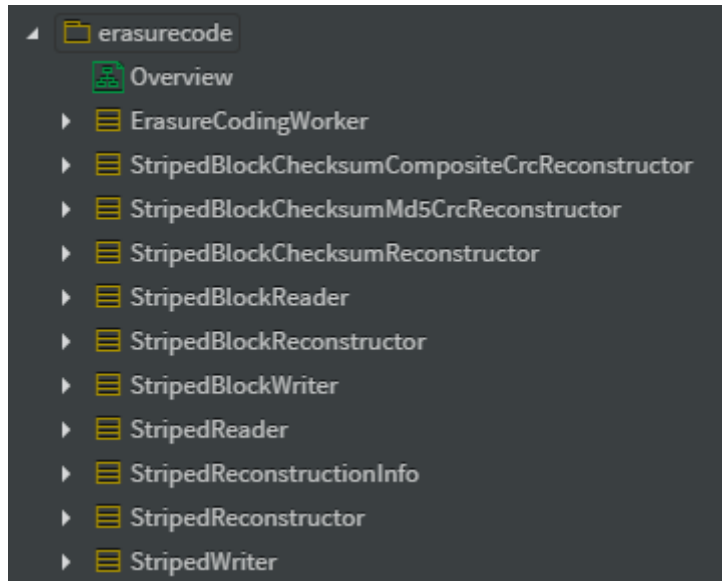 erasurecode
Overview
ErasureCodingWorker
StripedBlockChecksumCompositeCrcReconstructor
StripedBlockChecksumMd5CrcReconstructor
StripedBlockChecksumReconstructor
StripedBlockReader
StripedBlockReconstructor
StripedBlockWriter
StripedReader
StripedReconstructionInfo
StripedReconstructor
StripedWriter